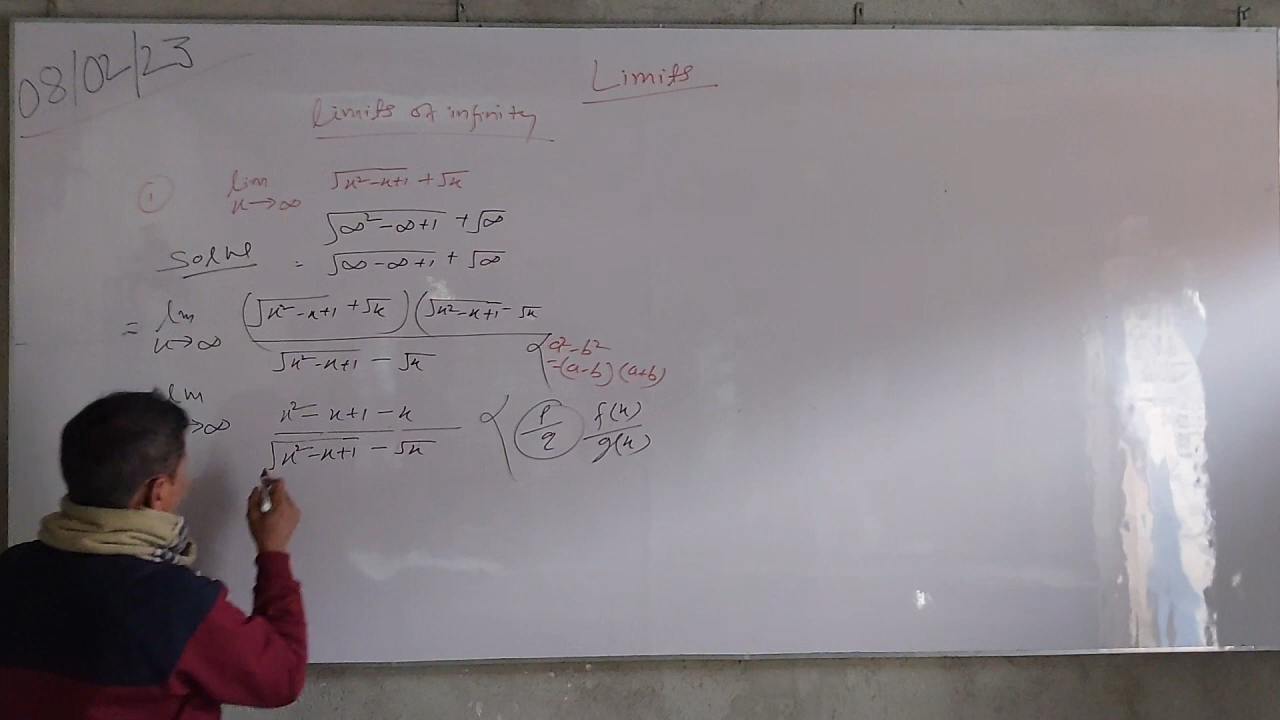 08/02/23
Limits
Limits of infinity
① lim x→∞ √x²-x+1 + √x
√∞²-∞+1 + √∞
Solve = √∞-∞+1 + √∞
= lim x→∞ (√x²-x+1 + √x)(√x²-x+1 - √x
√x²-x+1 - √x
a²-b²
=(a-b)(a+b)
lim →∞ x²-x+1-x
√x²-x+1 - √x
p/q f(x)/g(x)